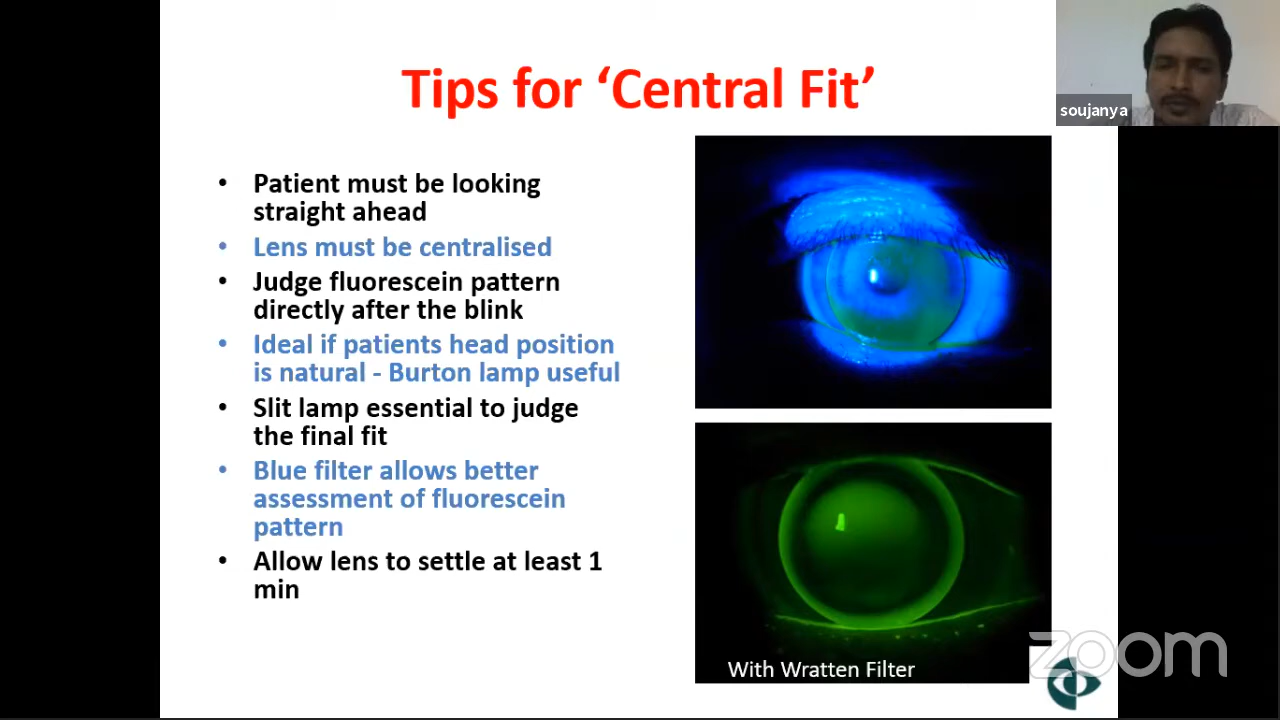 Tips for ‘Central Fit’
soujanya
• Patient must be looking
straight ahead
• Lens must be centralised
• Judge fluorescein pattern
directly after the blink
• Ideal if patients head position
is natural - Burton lamp useful
• Slit lamp essential to judge
the final fit
• Blue filter allows better
assessment of fluorescein
pattern
• Allow lens to settle at least 1
min
With Wratten Filter
zoom